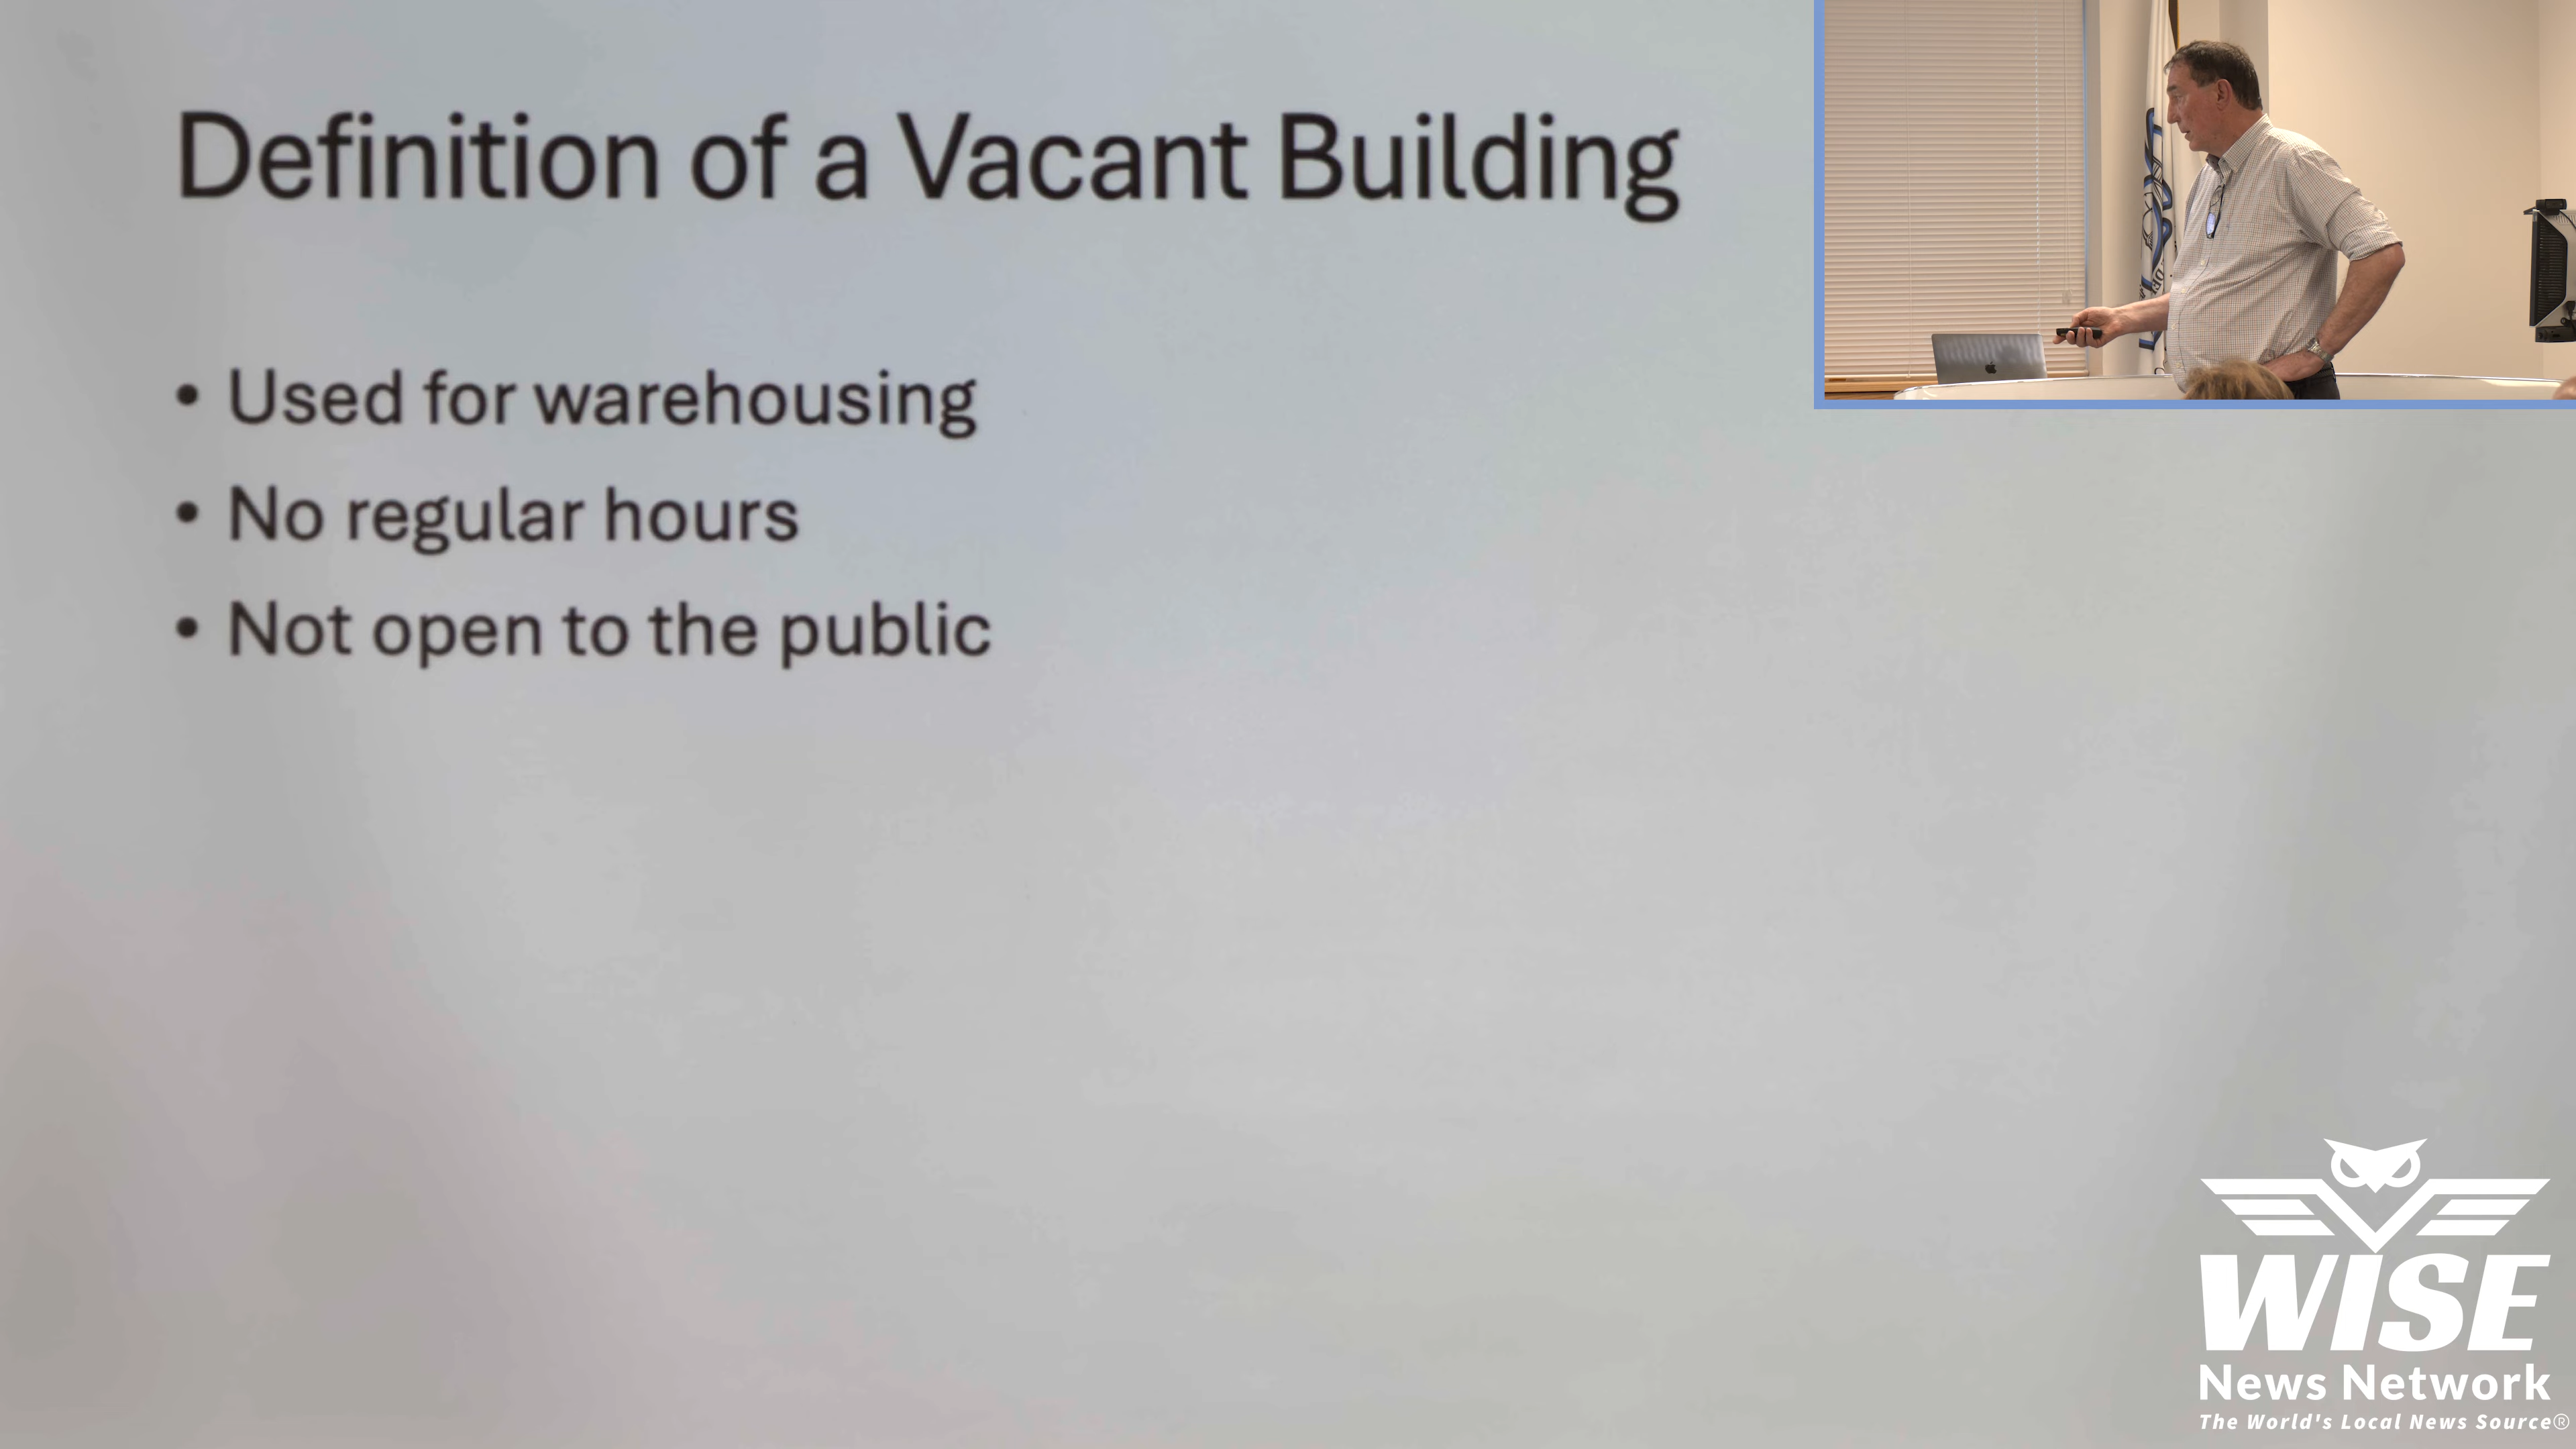 Definition of a Vacant Building
• Used for warehousing
• No regular hours
• Not open to the public
WISE
News Network
The World's Local News Source®